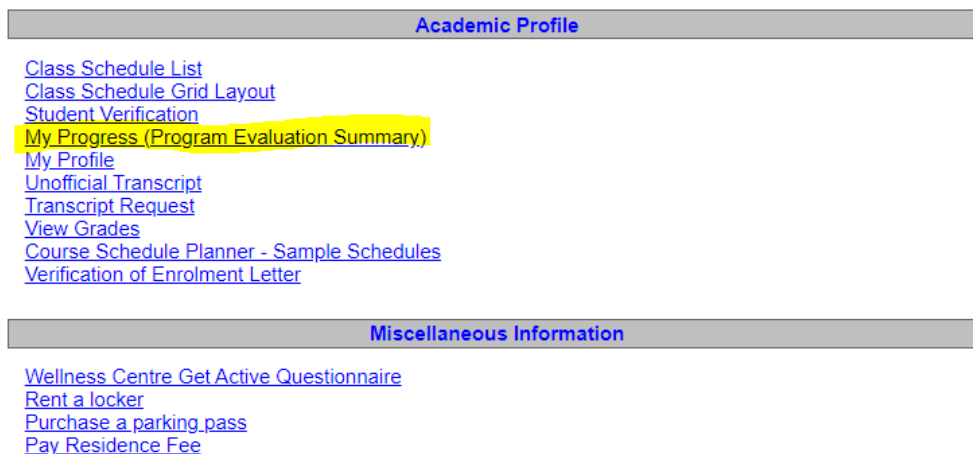 Academic Profile
Class Schedule List
Class Schedule Grid Layout
Student Verification
My Progress (Program Evaluation Summary)
My Profile
Unofficial Transcript
Transcript Request
View Grades
Course Schedule Planner - Sample Schedules
Verification of Enrolment Letter
Miscellaneous Information
Wellness Centre Get Active Questionnaire
Rent a locker
Purchase a parking pass
Pay Residence Fee